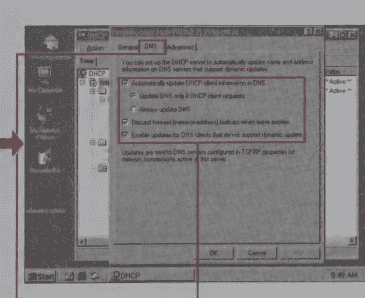 DHCP
Action
General DNS Advanced
Tree
You can set up the DHCP server to automatically update name and address
information on DNS servers that support dynamic updates.
DHCP
Automatically update DHCP client information in DNS
Update DNS only if DHCP client requests
Always update DNS
Discard forward (name-to-address) lookups when lease expires
Enable updates for DNS clients that do not support dynamic update
Updates are sent to DNS servers configured in TCP/IP properties for
network connections active at this server.
Active **
Active **
My Computer
Recycle Bin
OK Cancel
Start DHCP 9:49 AM